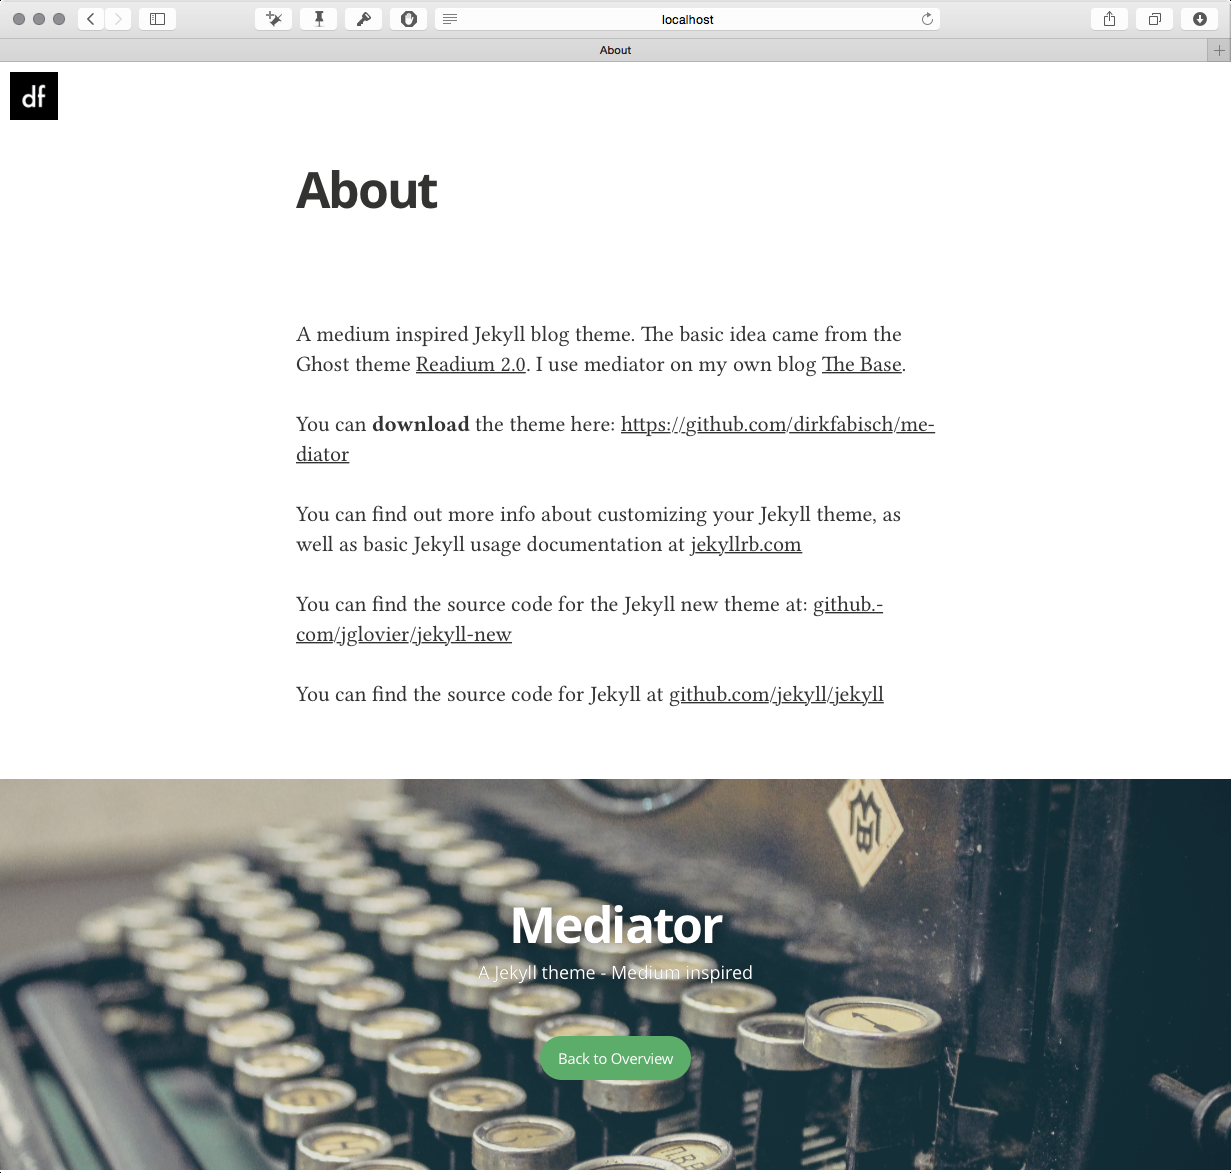 localhost
About
df
About
A medium inspired Jekyll blog theme. The basic idea came from the
Ghost theme Readium 2.0. I use mediator on my own blog The Base.
You can download the theme here: https://github.com/dirkfabisch/me-
diator
You can find out more info about customizing your Jekyll theme, as
well as basic Jekyll usage documentation at jekyllrb.com
You can find the source code for the Jekyll new theme at: github.-
com/jglovier/jekyll-new
You can find the source code for Jekyll at github.com/jekyll/jekyll
Mediator
A Jekyll theme - Medium inspired
Back to Overview